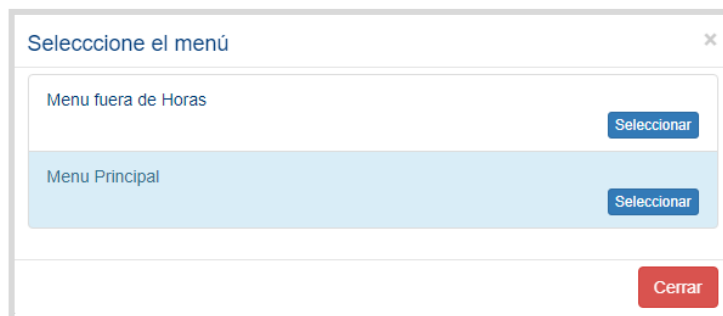 Selecccione el menú
×
Menu fuera de Horas
Seleccionar
Menu Principal
Seleccionar
Cerrar